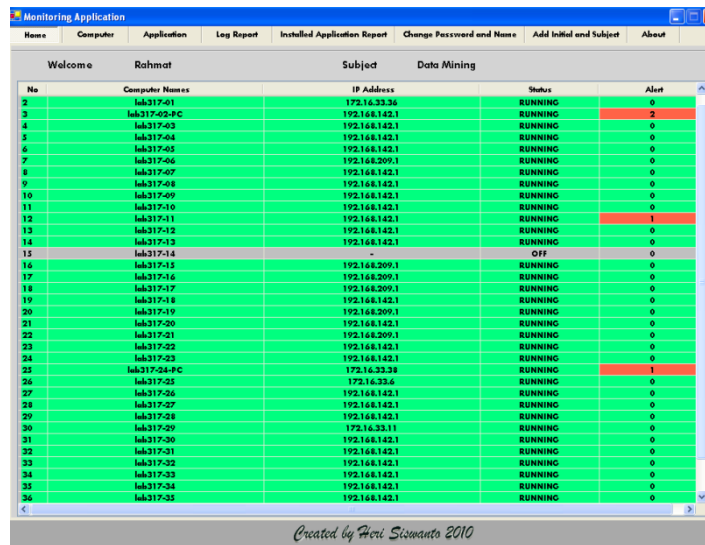 Monitoring Application
Home Computer Application Log Report Installed Application Report Change Password and Name Add Initial and Subject About
Welcome Rahmat Subject Data Mining
No Computer Names IP Address Status Alert
2 lab317-01 172.16.33.36 RUNNING 0
3 lab317-02-PC 192.168.142.1 RUNNING 2
4 lab317-03 192.168.142.1 RUNNING 0
5 lab317-04 192.168.142.1 RUNNING 0
6 lab317-05 192.168.142.1 RUNNING 0
7 lab317-06 192.168.209.1 RUNNING 0
8 lab317-07 192.168.142.1 RUNNING 0
9 lab317-08 192.168.142.1 RUNNING 0
10 lab317-09 192.168.142.1 RUNNING 0
11 lab317-10 192.168.142.1 RUNNING 0
12 lab317-11 192.168.142.1 RUNNING 1
13 lab317-12 192.168.142.1 RUNNING 0
14 lab317-13 192.168.142.1 RUNNING 0
15 lab317-14 - OFF 0
16 lab317-15 192.168.209.1 RUNNING 0
17 lab317-16 192.168.209.1 RUNNING 0
18 lab317-17 192.168.209.1 RUNNING 0
19 lab317-18 192.168.142.1 RUNNING 0
20 lab317-19 192.168.209.1 RUNNING 0
21 lab317-20 192.168.142.1 RUNNING 0
22 lab317-21 192.168.209.1 RUNNING 0
23 lab317-22 192.168.142.1 RUNNING 0
24 lab317-23 192.168.142.1 RUNNING 0
25 lab317-24-PC 172.16.33.38 RUNNING 1
26 lab317-25 172.16.33.6 RUNNING 0
27 lab317-26 192.168.142.1 RUNNING 0
28 lab317-27 192.168.142.1 RUNNING 0
29 lab317-28 192.168.142.1 RUNNING 0
30 lab317-29 172.16.33.11 RUNNING 0
31 lab317-30 192.168.142.1 RUNNING 0
32 lab317-31 192.168.142.1 RUNNING 0
33 lab317-32 192.168.142.1 RUNNING 0
34 lab317-33 192.168.142.1 RUNNING 0
35 lab317-34 192.168.142.1 RUNNING 0
36 lab317-35 192.168.142.1 RUNNING 0
Created by Heri Siswanto 2010